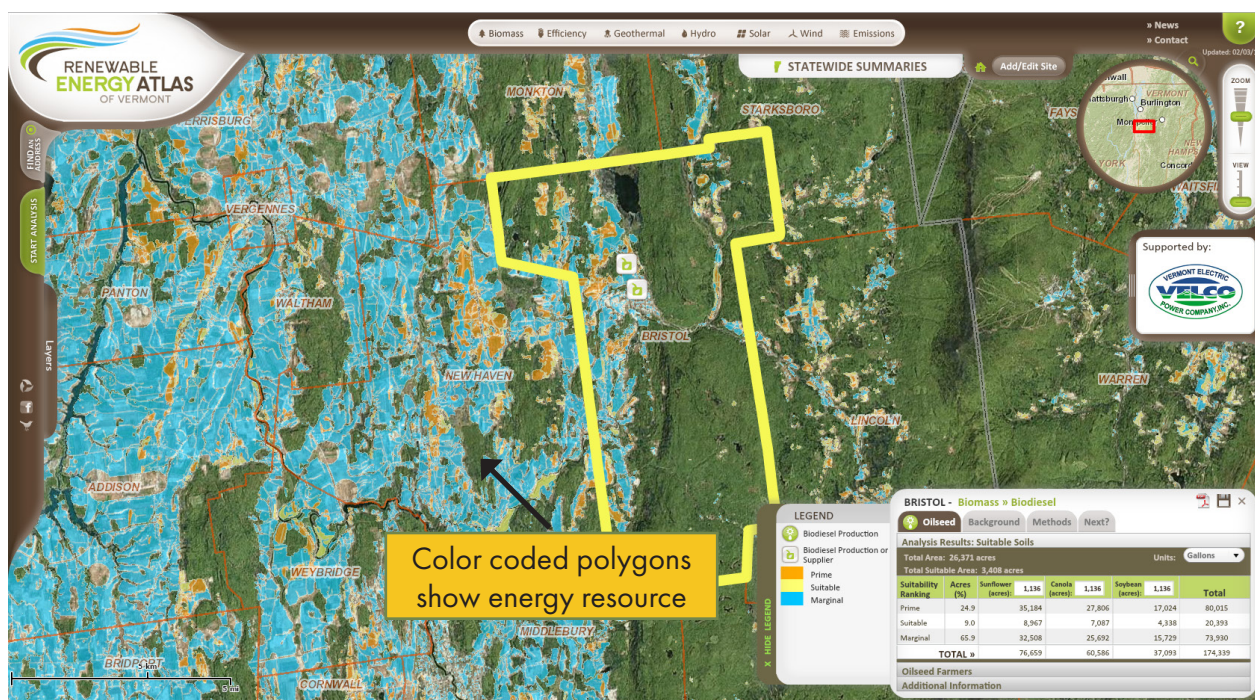 RENEWABLE
ENERGY ATLAS
OF VERMONT
Biomass Efficiency Geothermal Hydro Solar Wind Emissions
» News
» Contact
?
STATEWIDE SUMMARIES
Add/Edit Site
FIND AN
ADDRESS
START ANALYSIS
Layers
ZOOM
VIEW
VERMONT
Burlington
NEW
YORK
Concord
MONKTON
STARKSBORO
VERGENNES
PANTON
WALTHAM
BRISTOL
NEW HAVEN
LINCOLN
WARREN
ADDISON
WEYBRIDGE
MIDDLEBURY
BRIDPORT
CORNWALL
5 km
5 mi
Supported by:
VERMONT ELECTRIC
VELCO
POWER COMPANY, INC.
Color coded polygons
show energy resource
X HIDE LEGEND
LEGEND
Biodiesel Production
Biodiesel Production or
Supplier
Prime
Suitable
Marginal
BRISTOL - Biomass » Biodiesel
Oilseed Background Methods Next?
Analysis Results: Suitable Soils
Total Area: 26,371 acres Units: Gallons
Total Suitable Area: 3,408 acres
Suitability Ranking Acres (%) Sunflower (acres): 1,136 Canola (acres): 1,136 Soybean (acres): 1,136 Total
Prime 24.9 35,184 27,806 17,024 80,015
Suitable 9.0 8,967 7,087 4,338 20,393
Marginal 65.9 32,508 25,692 15,729 73,930
TOTAL » 76,659 60,586 37,093 174,339
Oilseed Farmers
Additional Information